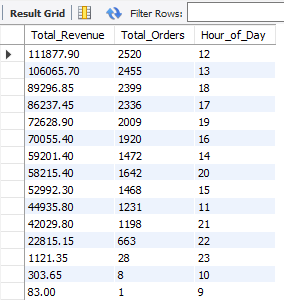 Result Grid Filter Rows:
Total_Revenue Total_Orders Hour_of_Day
111877.90 2520 12
106065.70 2455 13
89296.85 2399 18
86237.45 2336 17
72628.90 2009 19
70055.40 1920 16
59201.40 1472 14
58215.40 1642 20
52992.30 1468 15
44935.80 1231 11
42029.80 1198 21
22815.15 663 22
1121.35 28 23
303.65 8 10
83.00 1 9